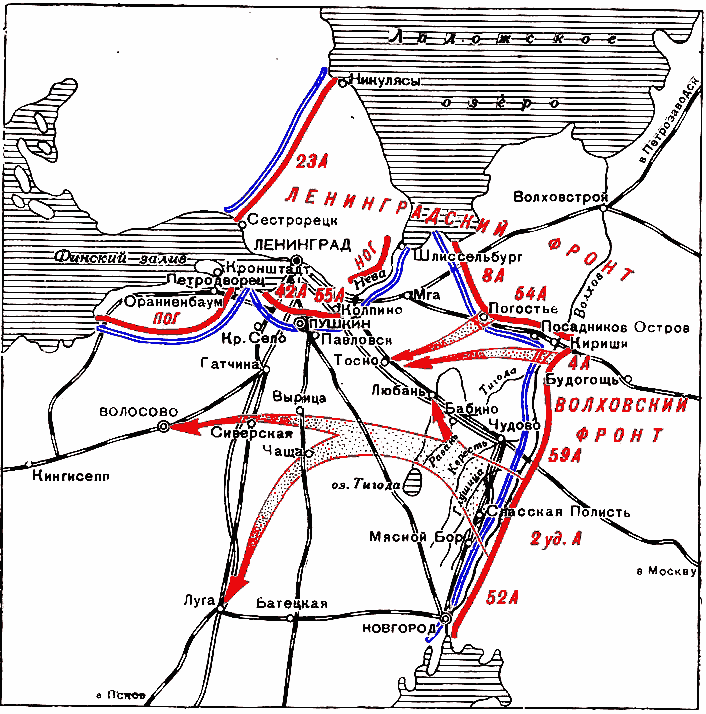 Ладожское
озеро
в Петрозаводск
Никулясы
23А
ЛЕНИНГРАДСКИЙ
ФРОНТ
Волховстрой
Сестрорецк
ЛЕНИНГРАД
НОГ
Нева
Шлиссельбург
Финский залив
Кронштадт
Петродворец
Ораниенбаум
ПОГ
42А
55А
8А
54А
Волхов
Мга
Колпино
ПУШКИН
Павловск
Кр. Село
Погостье
Посадников Остров
Кириши
4А
Тосно
Гатчина
Будогощь
Тигода
Любань
Вырица
ВОЛХОВСКИЙ
ФРОНТ
ВОЛОСОВО
Бабино
Чудово
Сиверская
Равань
Кересть
Чаща
59А
Кингисепп
оз. Тигода
Глушица
Спасская Полисть
Мясной Бор
2 уд. А
в Москву
52А
Луга
Батецкая
НОВГОРОД
в Псков